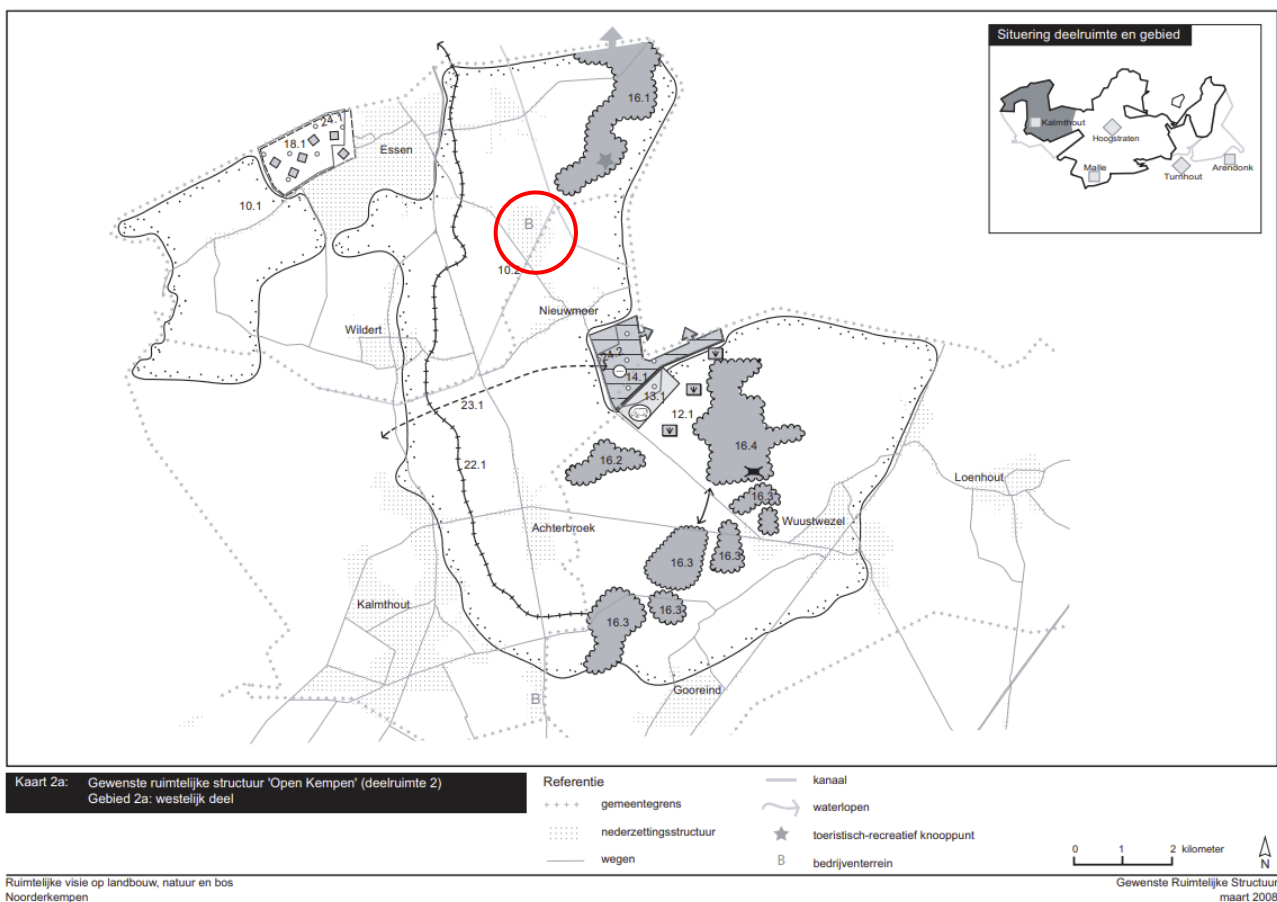 Situering deelruimte en gebied
Kalmthout
Hoogstraten
Malle
Turnhout
Arendonk
16.1
24.1
18.1
Essen
10.1
B
10.2
Nieuwmoer
Wildert
24.2
14.1
13.1
12.1
23.1
16.4
22.1
16.2
Loenhout
16.3
Wuustwezel
Achterbroek
16.3
16.3
Kalmthout
16.3
16.3
Gooreind
B
Kaart 2a: Gewenste ruimtelijke structuur 'Open Kempen' (deelruimte 2)
Gebied 2a: westelijk deel
Referentie
gemeentegrens
nederzettingsstructuur
wegen
kanaal
waterlopen
toeristisch-recreatief knooppunt
B bedrijventerrein
0 1 2 kilometer
N
Ruimtelijke visie op landbouw, natuur en bos
Noorderkempen
Gewenste Ruimtelijke Structuur
maart 2008